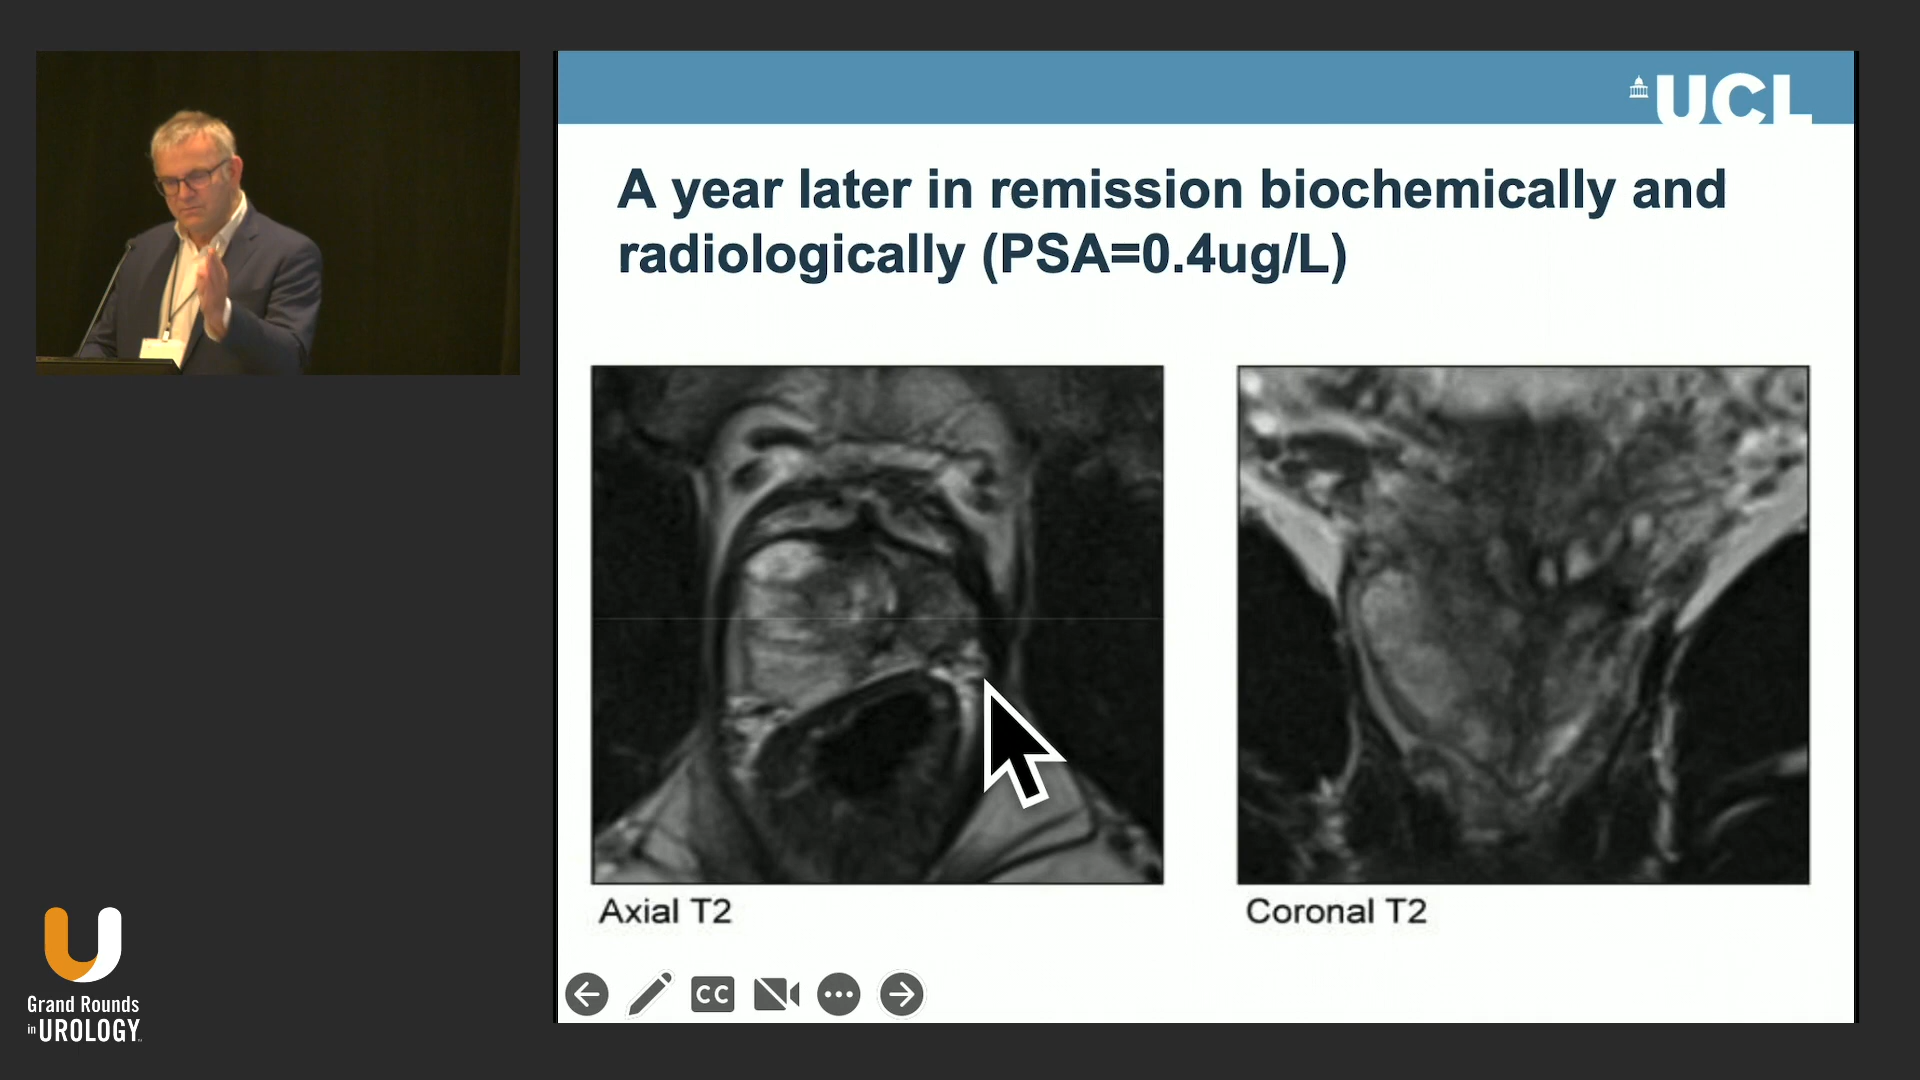 UCL
A year later in remission biochemically and
radiologically (PSA=0.4ug/L)
Axial T2
Coronal T2
CC
Grand Rounds
in UROLOGY